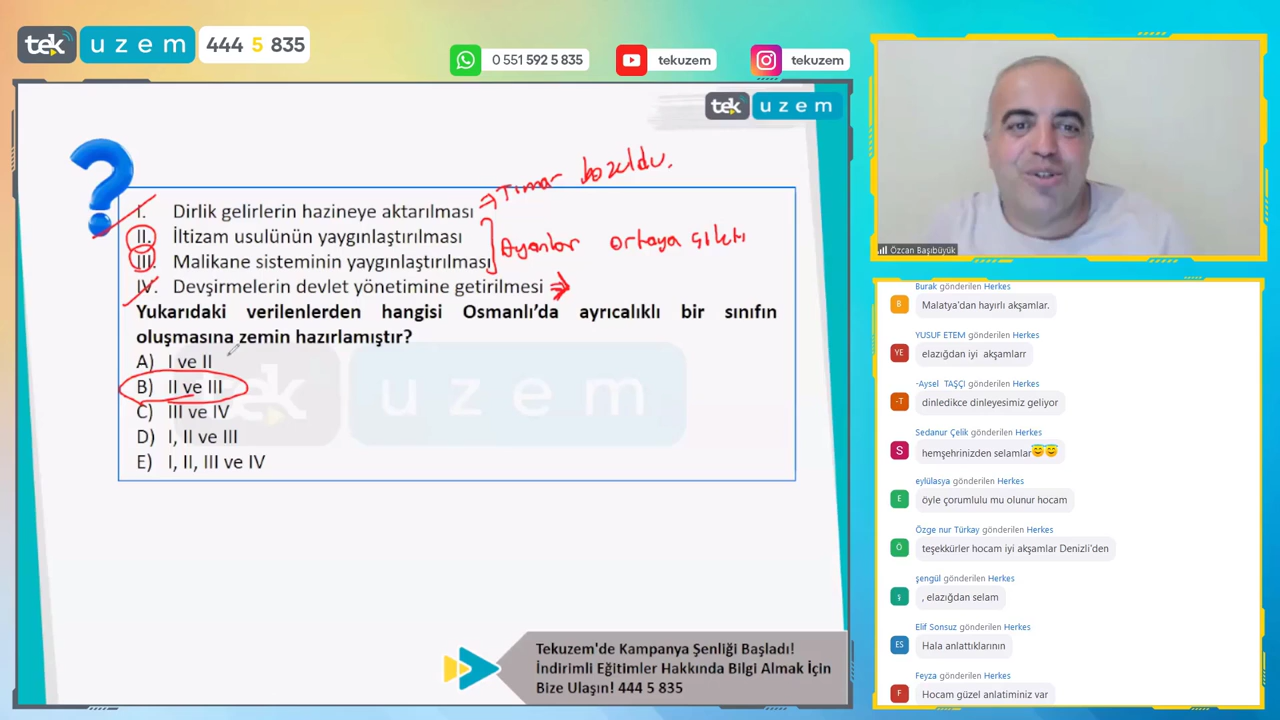 tek uzem 444 5 835
0 551 592 5 835
tekuzem
tekuzem
tek uzem
Tımar bozuldu.
I. Dirlik gelirlerin hazineye aktarılması
II. İltizam usulünün yaygınlaştırılması
Ayanlar ortaya çıktı
III. Malikane sisteminin yaygınlaştırılması
IV. Devşirmelerin devlet yönetimine getirilmesi
Yukarıdaki verilenlerden hangisi Osmanlı’da ayrıcalıklı bir sınıfın
oluşmasına zemin hazırlamıştır?
A) I ve II
B) II ve III
C) III ve IV
D) I, II ve III
E) I, II, III ve IV
tek uzem
Tekuzem'de Kampanya Şenliği Başladı!
İndirimli Eğitimler Hakkında Bilgi Almak İçin
Bize Ulaşın! 444 5 835
Özcan Başıbüyük
Burak gönderilen Herkes
B
Malatya'dan hayırlı akşamlar.
YUSUF ETEM gönderilen Herkes
YE
elazığdan iyi akşamlarr
-Aysel TAŞÇI gönderilen Herkes
-T
dinledikce dinleyesimiz geliyor
Sedanur Çelik gönderilen Herkes
S
hemşehrinizden selamlar😇😇
eylülasya gönderilen Herkes
E
öyle çorumlulu mu olunur hocam
Özge nur Türkay gönderilen Herkes
Ö
teşekkürler hocam iyi akşamlar Denizli'den
şengül gönderilen Herkes
ş
, elazığdan selam
Elif Sonsuz gönderilen Herkes
ES
Hala anlattıklarının
Feyza gönderilen Herkes
F
Hocam güzel anlatiminiz var